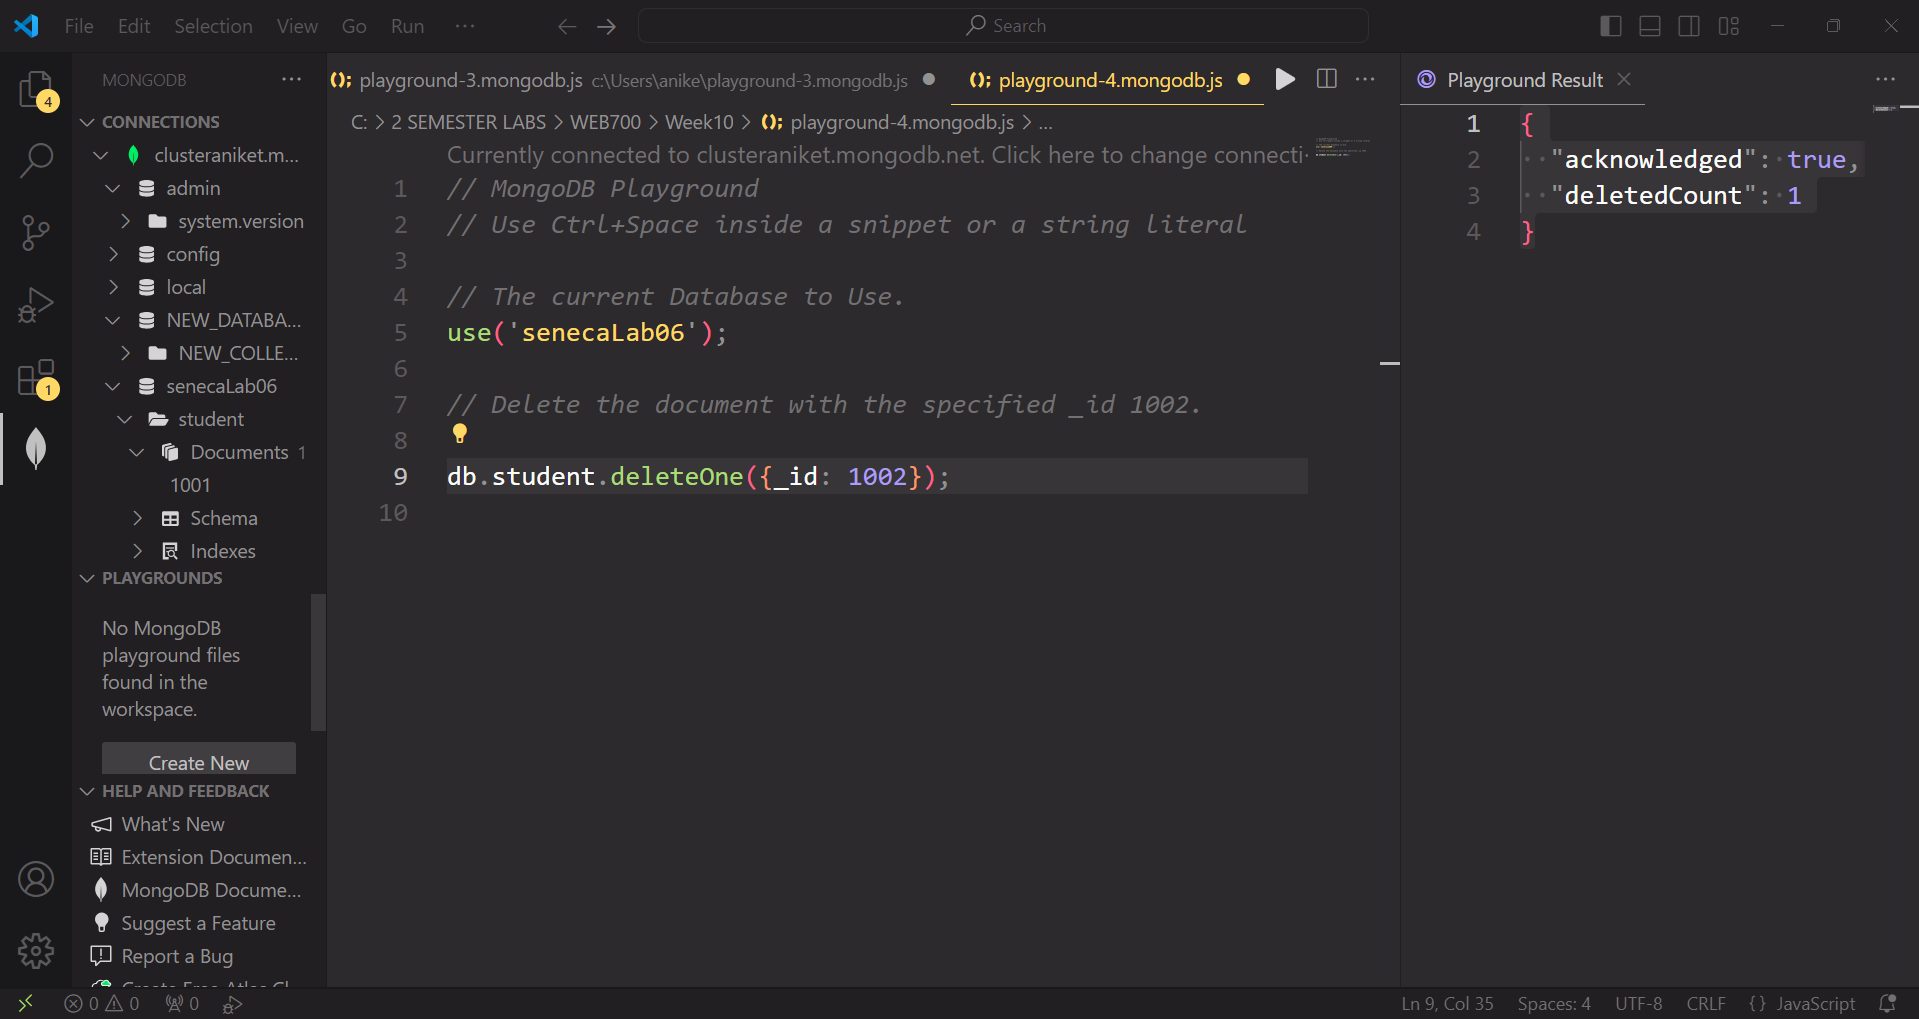 File Edit Selection View Go Run ··· Search
MONGODB ···
CONNECTIONS
clusteraniket.m...
admin
system.version
config
local
NEW_DATABA...
NEW_COLLE...
senecaLab06
student
Documents 1
1001
Schema
Indexes
PLAYGROUNDS
No MongoDB
playground files
found in the
workspace.
Create New
HELP AND FEEDBACK
What's New
Extension Documen...
MongoDB Docume...
Suggest a Feature
Report a Bug
4
1
playground-3.mongodb.js c:\Users\anike\playground-3.mongodb.js
playground-4.mongodb.js
C: > 2 SEMESTER LABS > WEB700 > Week10 > playground-4.mongodb.js > ...
Currently connected to clusteraniket.mongodb.net. Click here to change connecti
1 // MongoDB Playground
2 // Use Ctrl+Space inside a snippet or a string literal
3
4 // The current Database to Use.
5 use('senecaLab06');
6
7 // Delete the document with the specified _id 1002.
8
9 db.student.deleteOne({_id: 1002});
10
Playground Result
1 {
2 "acknowledged": true,
3 "deletedCount": 1
4 }
0 0 0
Ln 9, Col 35 Spaces: 4 UTF-8 CRLF {} JavaScript